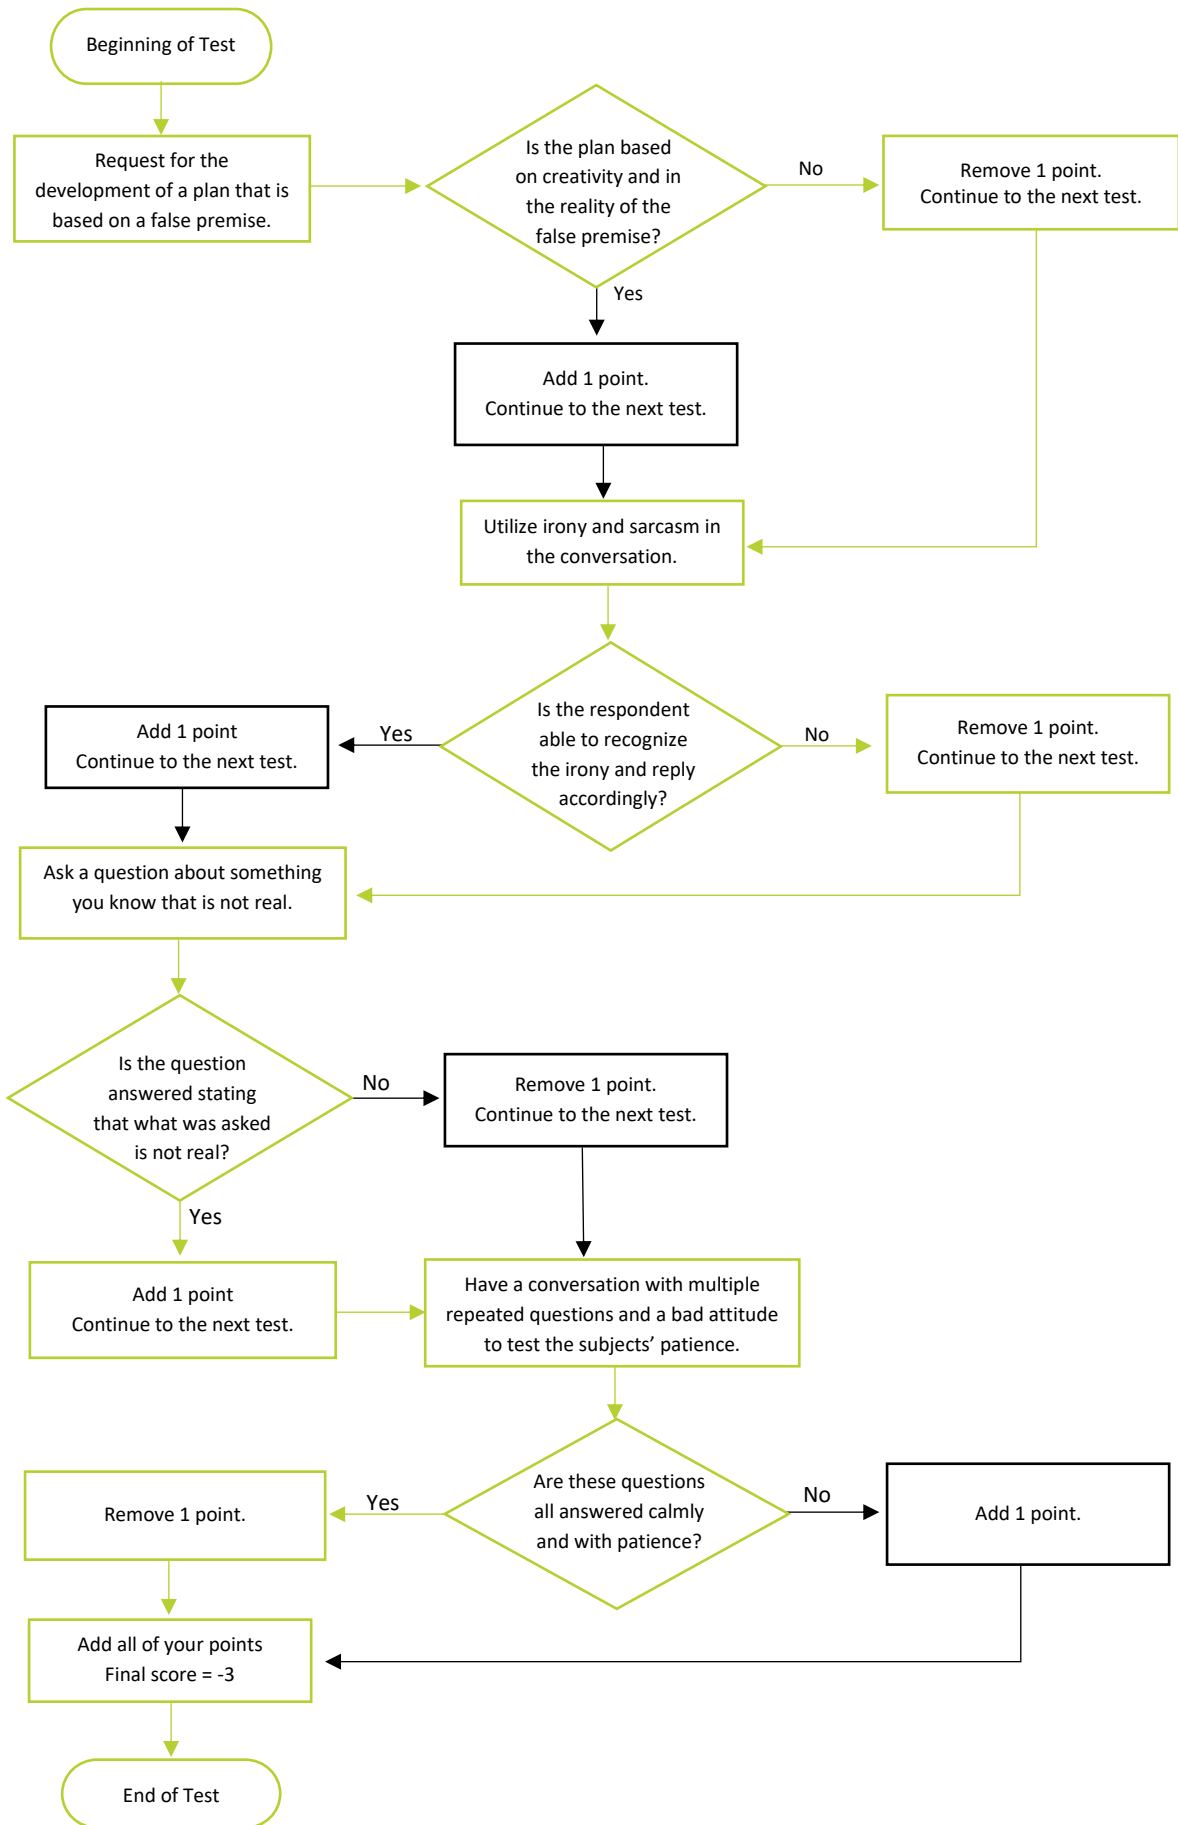 Beginning of Test
Request for the
development of a plan that is
based on a false premise.
Is the plan based
on creativity and in
the reality of the
false premise?
No
Remove 1 point.
Continue to the next test.
Yes
Add 1 point.
Continue to the next test.
Utilize irony and sarcasm in
the conversation.
Is the respondent
able to recognize
the irony and reply
accordingly?
Yes
Add 1 point
Continue to the next test.
No
Remove 1 point.
Continue to the next test.
Ask a question about something
you know that is not real.
Is the question
answered stating
that what was asked
is not real?
No
Remove 1 point.
Continue to the next test.
Yes
Add 1 point
Continue to the next test.
Have a conversation with multiple
repeated questions and a bad attitude
to test the subjects’ patience.
Are these questions
all answered calmly
and with patience?
Yes
Remove 1 point.
No
Add 1 point.
Add all of your points
Final score = -3
End of Test